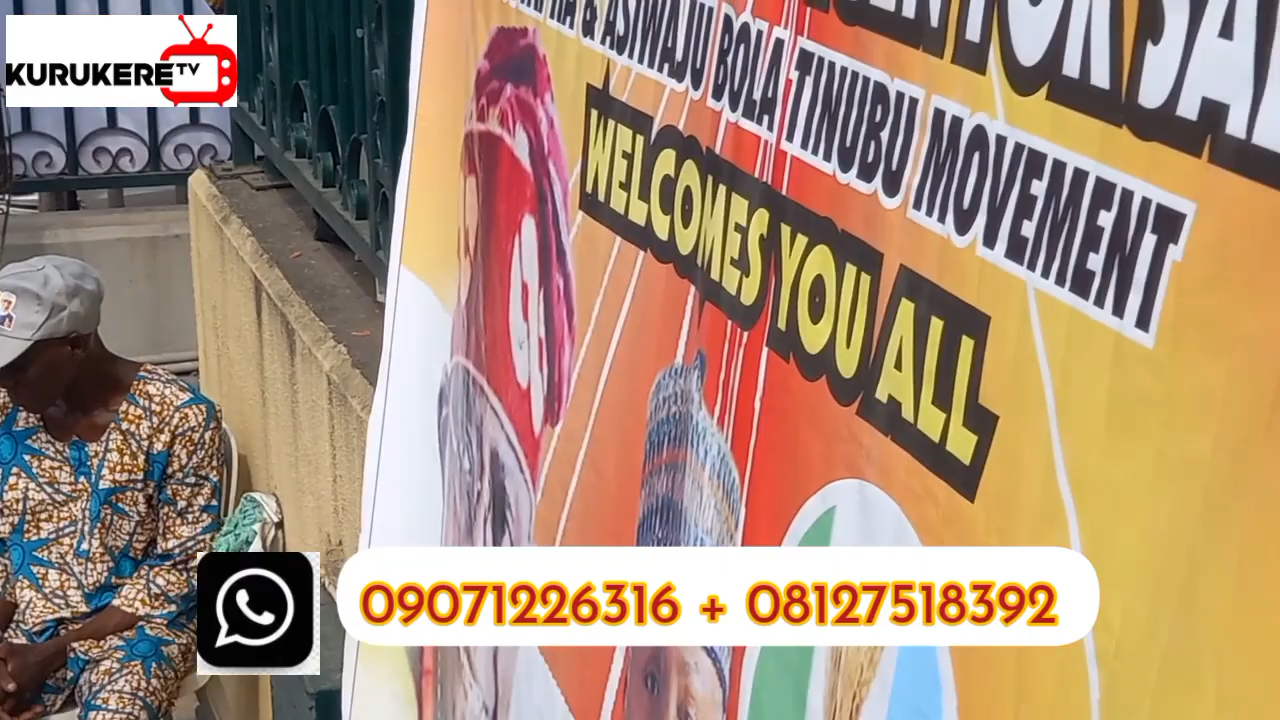 KURUKERE TV
& ASIWAJU BOLA TINUBU MOVEMENT
WELCOMES YOU ALL
09071226316 + 08127518392